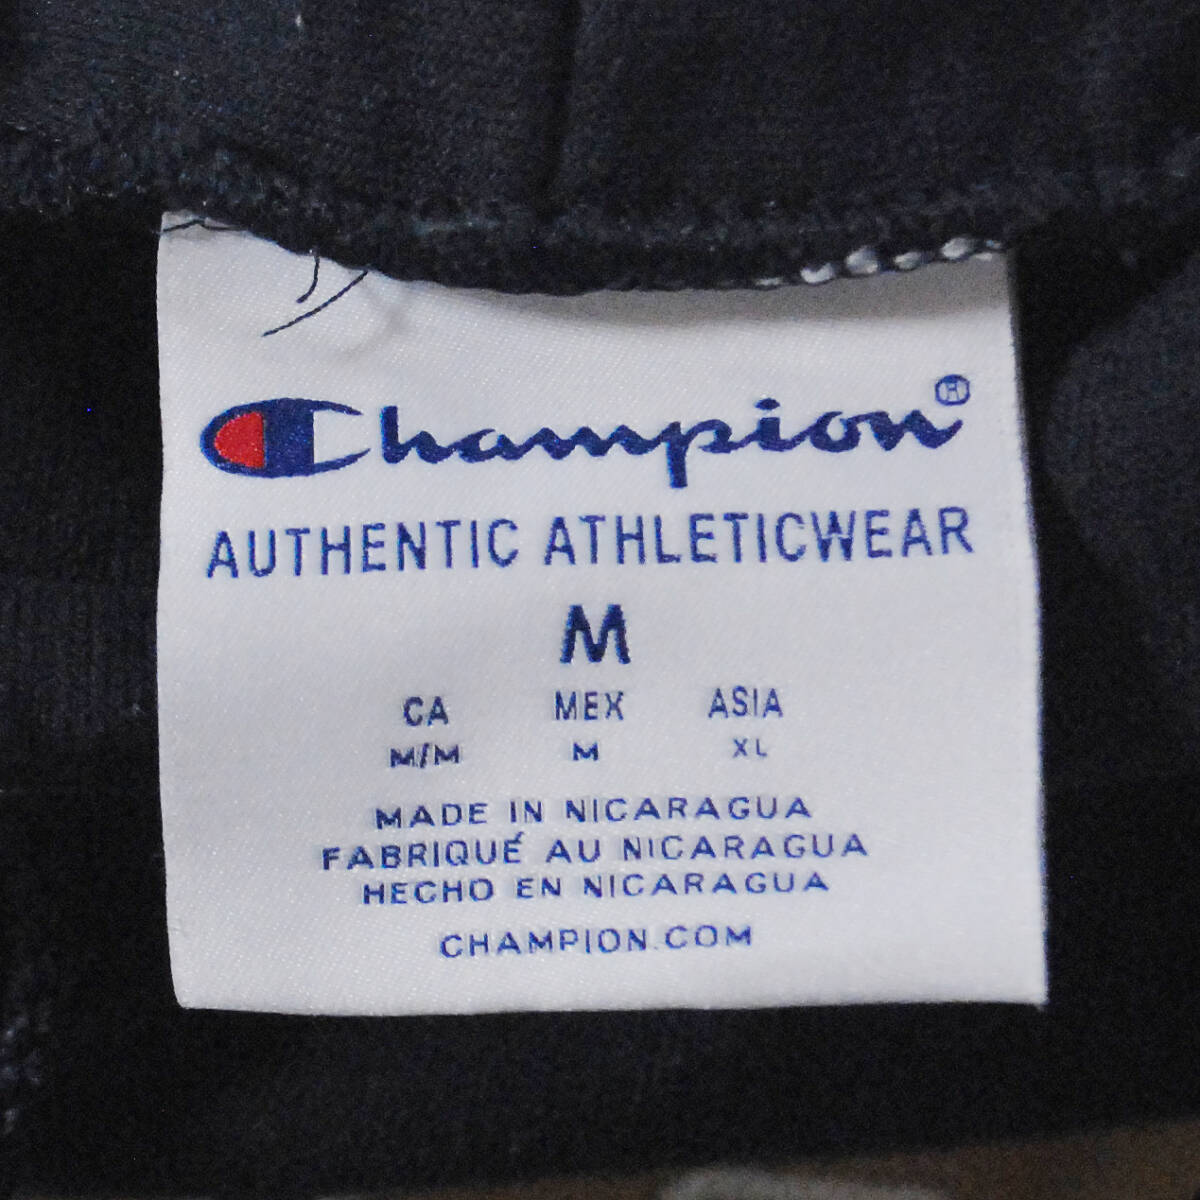 Champion®
AUTHENTIC ATHLETICWEAR
M
CA MEX ASIA
M/M M XL
MADE IN NICARAGUA
FABRIQUÉ AU NICARAGUA
HECHO EN NICARAGUA
CHAMPION.COM